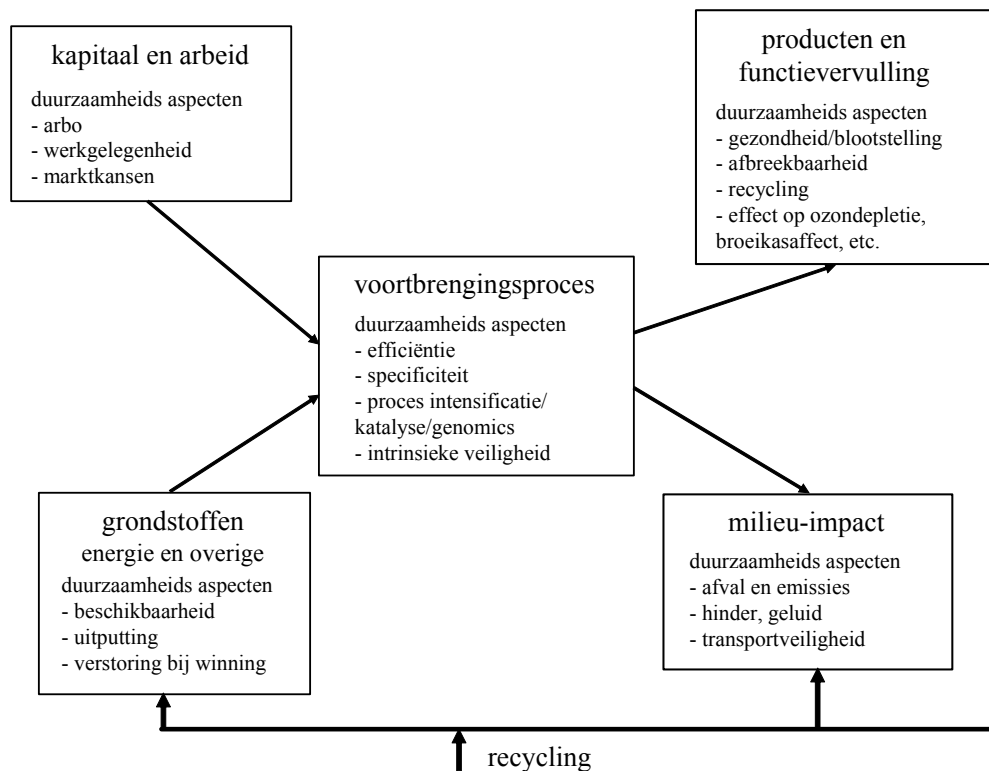 kapitaal en arbeid
duurzaamheids aspecten
- arbo
- werkgelegenheid
- marktkansen
producten en
functievervulling
duurzaamheids aspecten
- gezondheid/blootstelling
- afbreekbaarheid
- recycling
- effect op ozondepletie,
broeikasaffect, etc.
voortbrengingsproces
duurzaamheids aspecten
- efficiëntie
- specificiteit
- proces intensificatie/
katalyse/genomics
- intrinsieke veiligheid
grondstoffen
energie en overige
duurzaamheids aspecten
- beschikbaarheid
- uitputting
- verstoring bij winning
milieu-impact
duurzaamheids aspecten
- afval en emissies
- hinder, geluid
- transportveiligheid
recycling